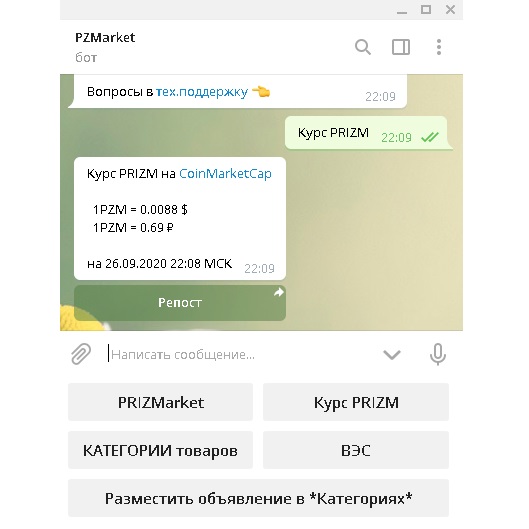 PZMarket
бот
Вопросы в тех.поддержку 👈
22:09
Курс PRIZM 22:09
Курс PRIZM на CoinMarketCap
1PZM = 0.0088 $
1PZM = 0.69 ₽
на 26.09.2020 22:08 МСК 22:09
Репост
Написать сообщение...
PRIZMarket
Курс PRIZM
КАТЕГОРИИ товаров
ВЭС
Разместить объявление в *Категориях*